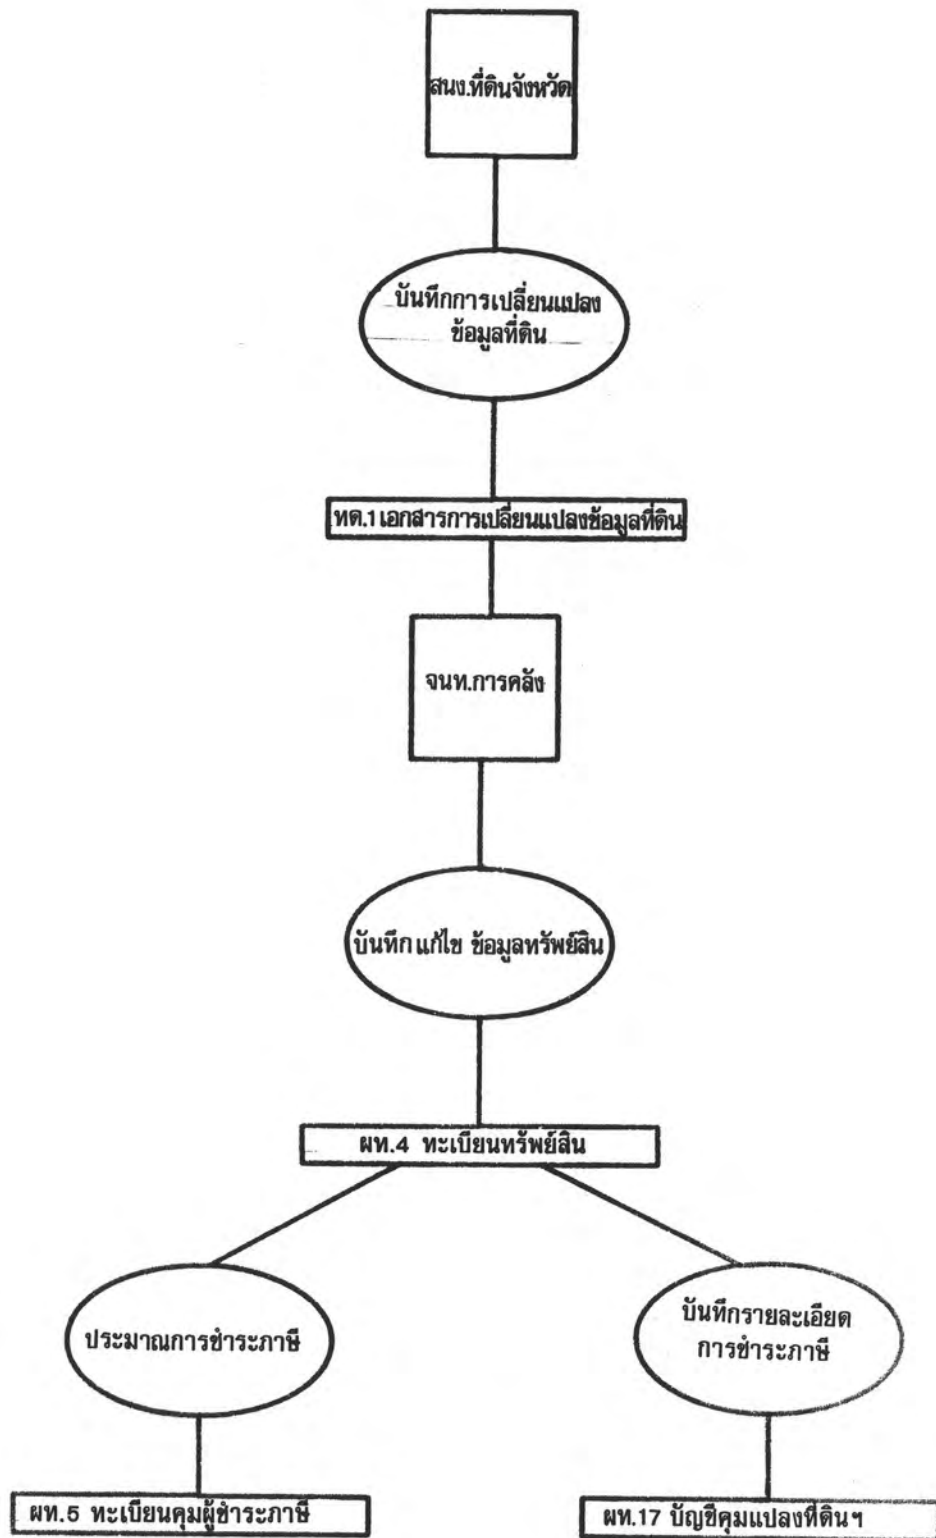 สนง.ที่ดินจังหวัด
บันทึกการเปลี่ยนแปลง
ข้อมูลที่ดิน
ทด.1เอกสารการเปลี่ยนแปลงข้อมูลที่ดิน
จนท.การคลัง
บันทึก แก้ไข ข้อมูลทรัพย์สิน
ผท.4 ทะเบียนทรัพย์สิน
ประมาณการชำระภาษี
บันทึกรายละเอียด
การชำระภาษี
ผท.5 ทะเบียนคุมผู้ชำระภาษี
ผท.17 บัญชีคุมแปลงที่ดินฯ